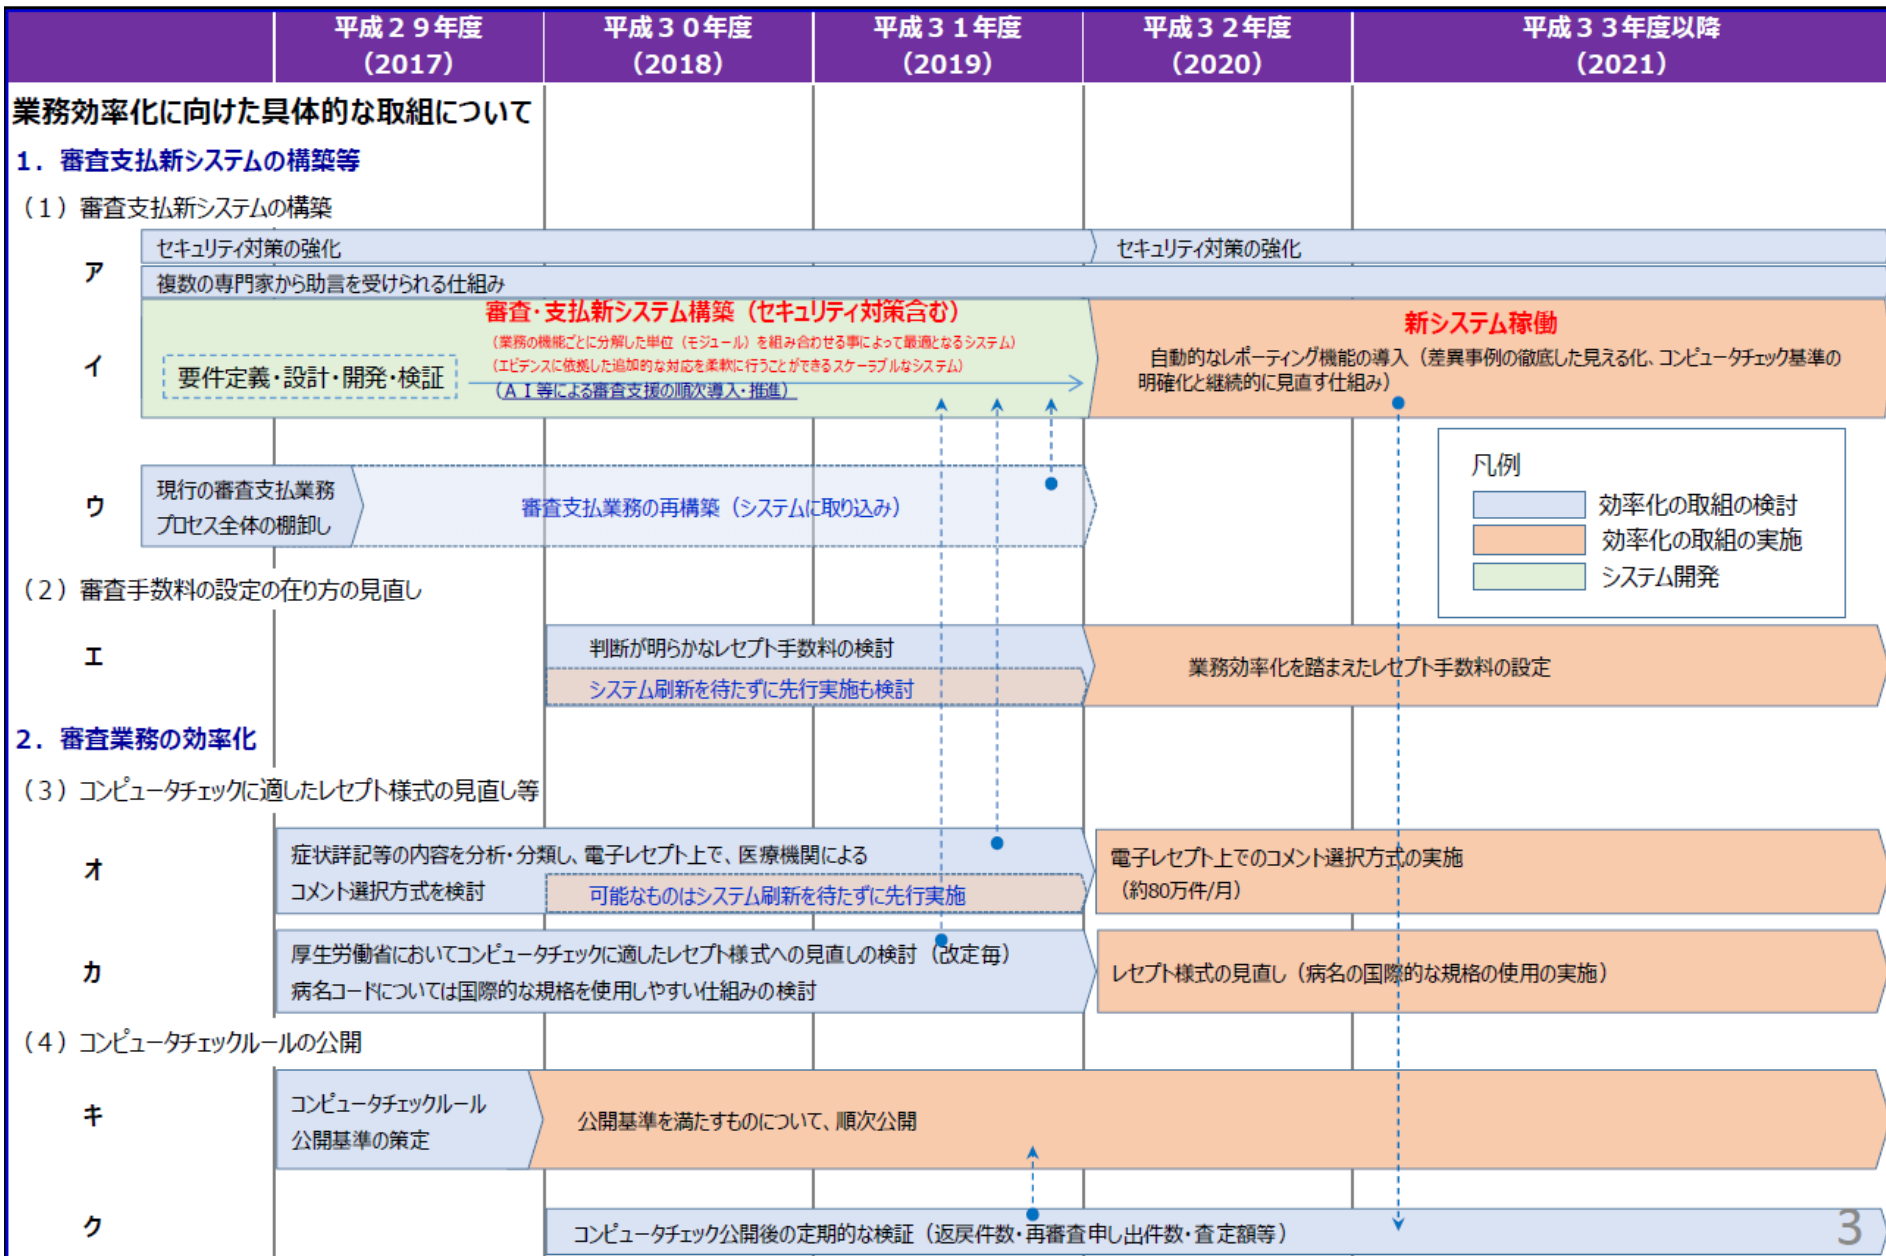 平成２９年度
（2017）
平成３０年度
（2018）
平成３１年度
（2019）
平成３２年度
（2020）
平成３３年度以降
（2021）
業務効率化に向けた具体的な取組について
１．審査支払新システムの構築等
（１）審査支払新システムの構築
ア
セキュリティ対策の強化
セキュリティ対策の強化
複数の専門家から助言を受けられる仕組み
イ
審査・支払新システム構築（セキュリティ対策含む）
（業務の機能ごとに分解した単位（モジュール）を組み合わせる事によって最適となるシステム）
（エビデンスに依拠した追加的な対応を柔軟に行うことができるスケーラブルなシステム）
要件定義・設計・開発・検証
（ＡＩ等による審査支援の順次導入・推進）
新システム稼働
自動的なレポーティング機能の導入（差異事例の徹底した見える化、コンピュータチェック基準の
明確化と継続的に見直す仕組み）
ウ
現行の審査支払業務
プロセス全体の棚卸し
審査支払業務の再構築（システムに取り込み）
凡例
効率化の取組の検討
効率化の取組の実施
システム開発
（２）審査手数料の設定の在り方の見直し
エ
判断が明らかなレセプト手数料の検討
システム刷新を待たずに先行実施も検討
業務効率化を踏まえたレセプト手数料の設定
２．審査業務の効率化
（３）コンピュータチェックに適したレセプト様式の見直し等
オ
症状詳記等の内容を分析・分類し、電子レセプト上で、医療機関による
コメント選択方式を検討
可能なものはシステム刷新を待たずに先行実施
電子レセプト上でのコメント選択方式の実施
（約80万件/月）
カ
厚生労働省においてコンピュータチェックに適したレセプト様式への見直しの検討（改定毎）
病名コードについては国際的な規格を使用しやすい仕組みの検討
レセプト様式の見直し（病名の国際的な規格の使用の実施）
（４）コンピュータチェックルールの公開
キ
コンピュータチェックルール
公開基準の策定
公開基準を満たすものについて、順次公開
ク
コンピュータチェック公開後の定期的な検証（返戻件数・再審査申し出件数・査定額等）
3